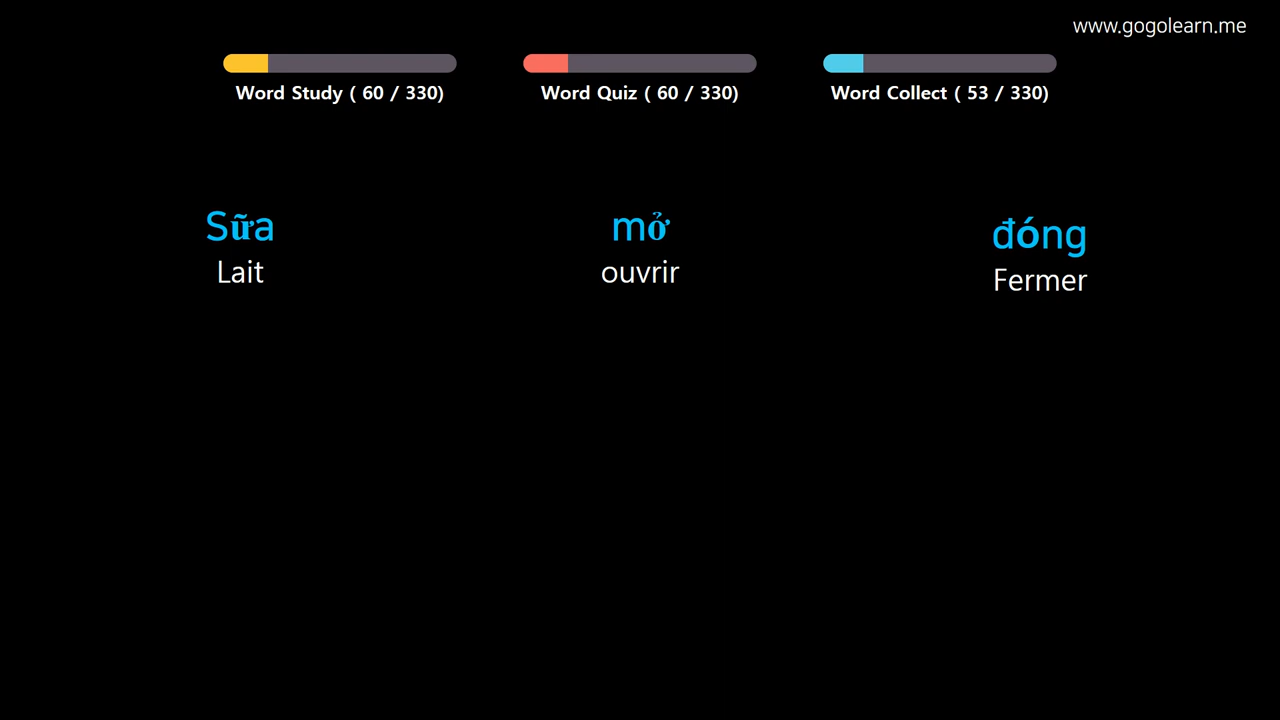 www.gogolearn.me
Word Study ( 60 / 330)
Word Quiz ( 60 / 330)
Word Collect ( 53 / 330)
Sữa
Lait
mở
ouvrir
đóng
Fermer